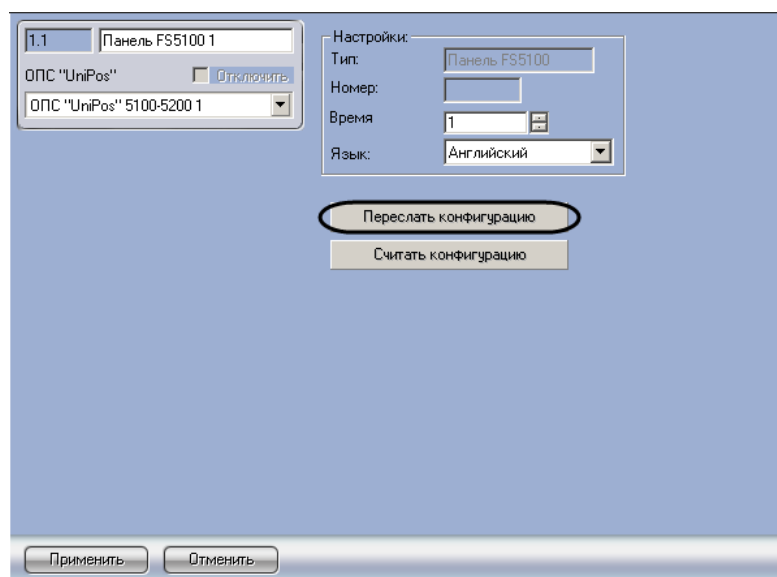 1.1 Панель FS5100 1
ОПС "UniPos" Отключить
ОПС "UniPos" 5100-5200 1
Настройки:
Тип: Панель FS5100
Номер:
Время 1
Язык: Английский
Переслать конфигурацию
Считать конфигурацию
Применить Отменить